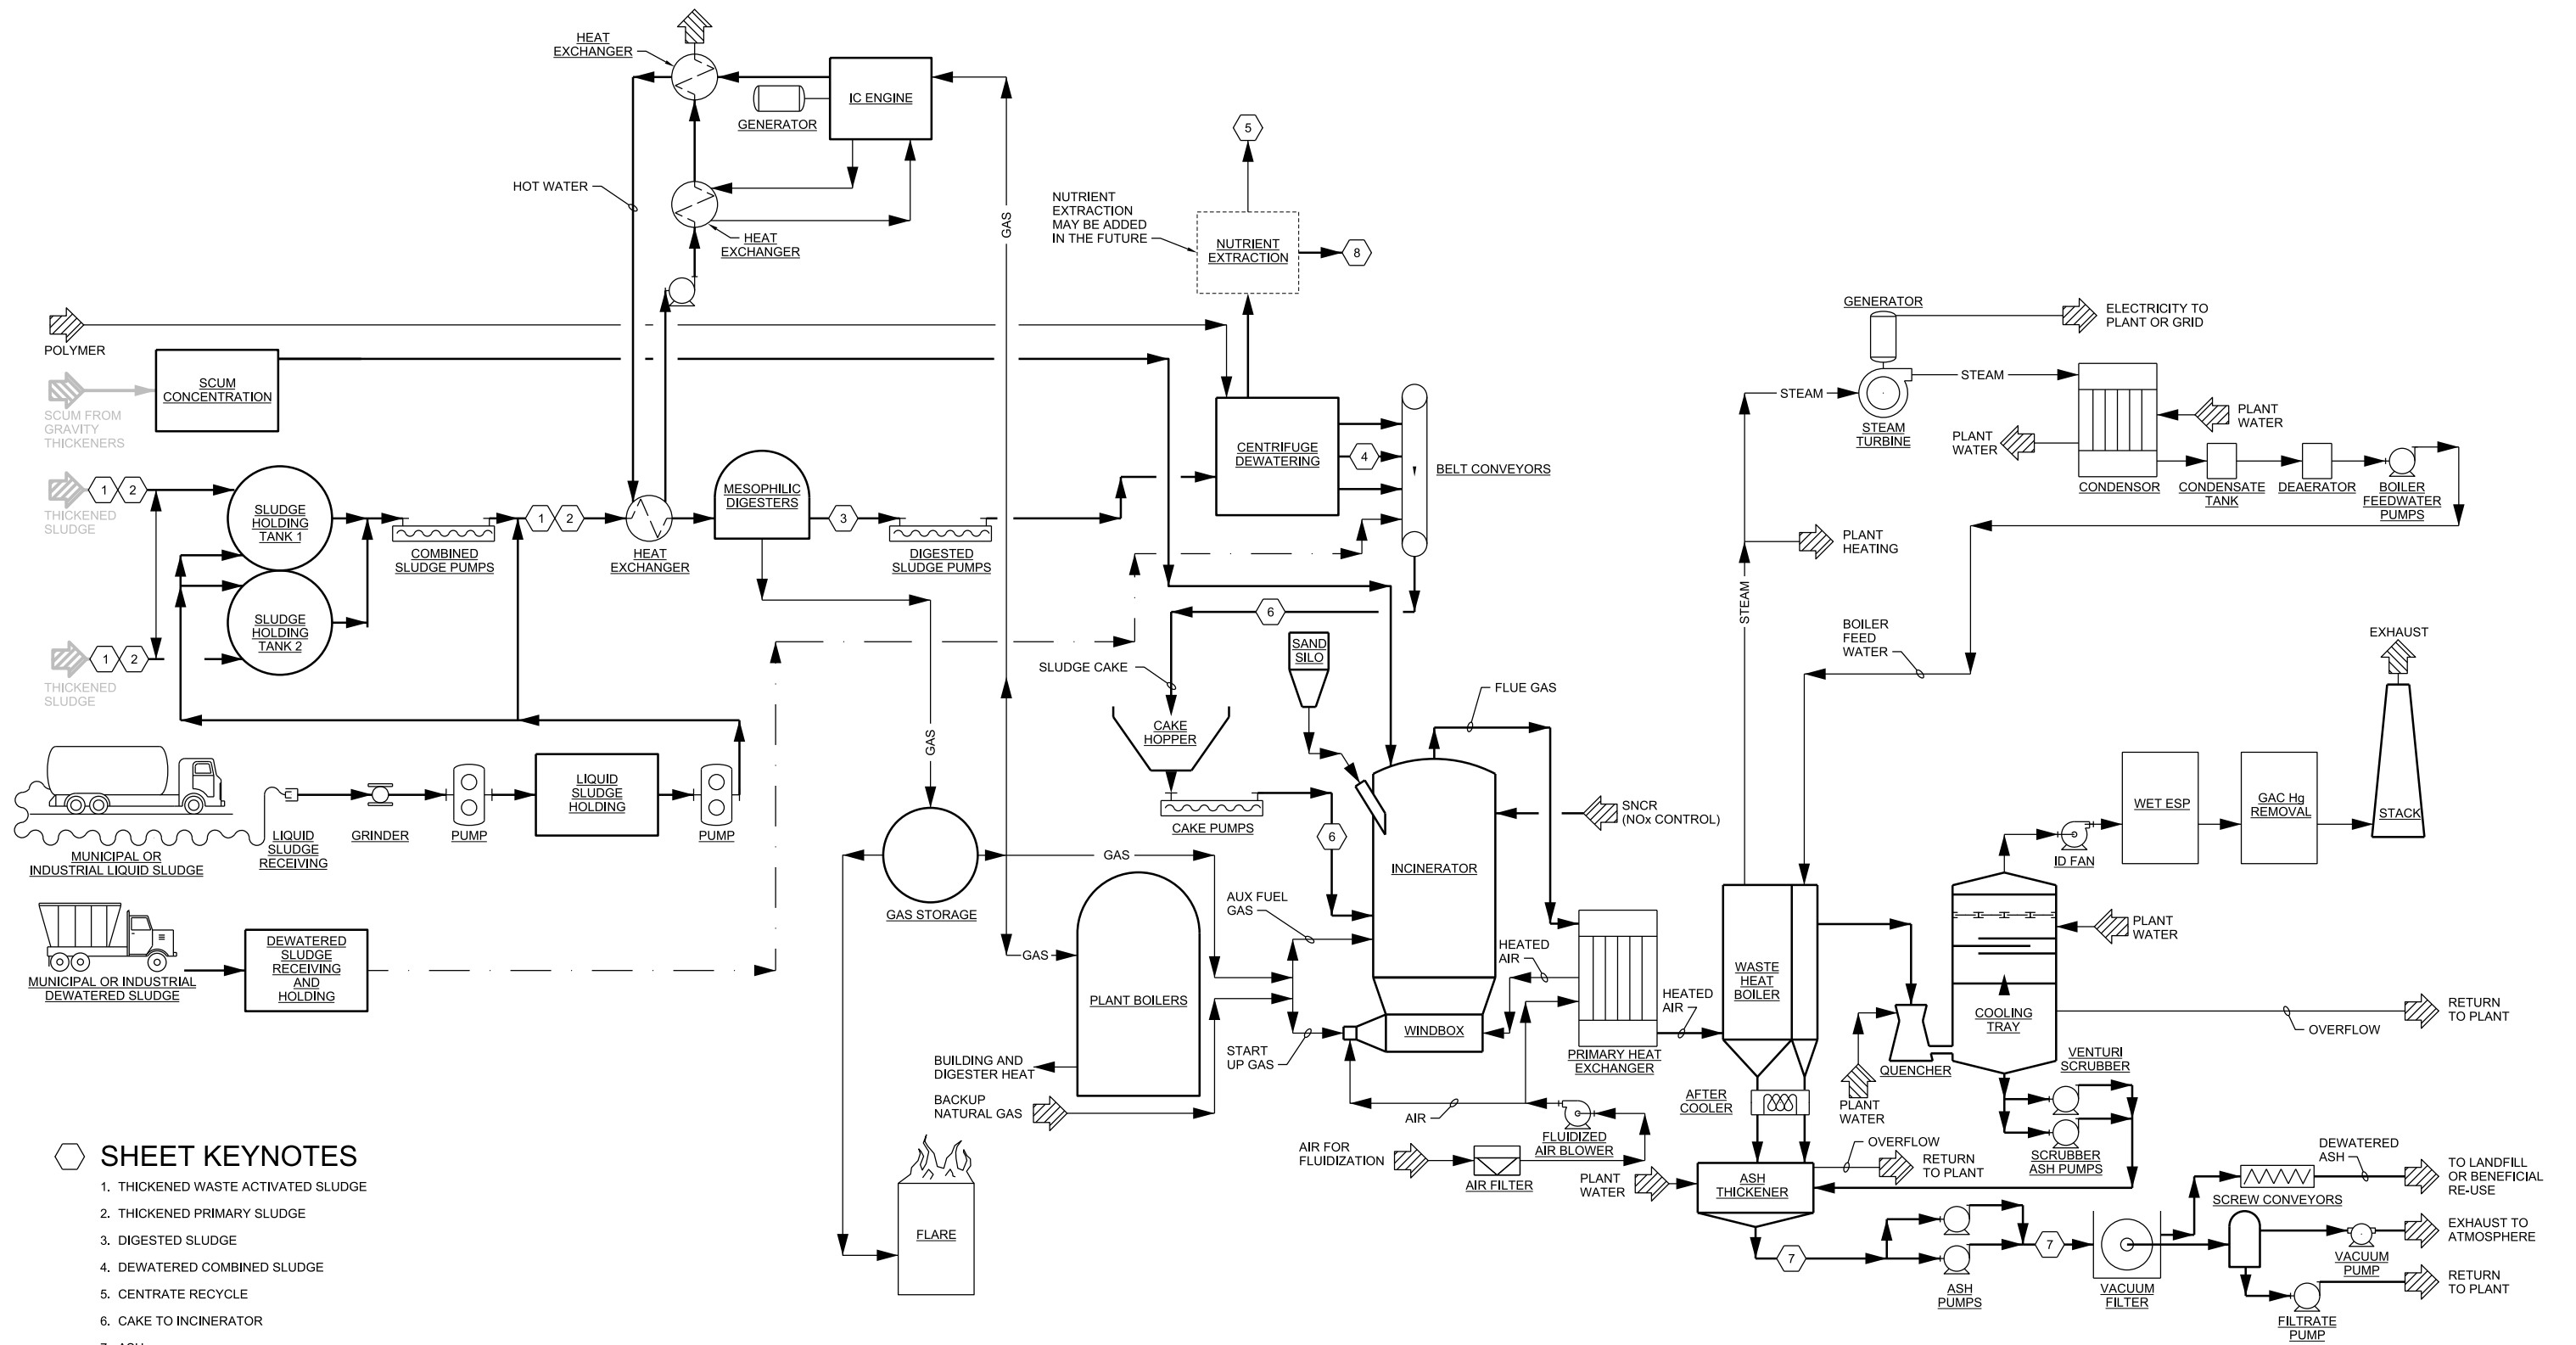 HEAT
EXCHANGER
IC ENGINE
GENERATOR
HOT WATER
HEAT
EXCHANGER
GAS
5
NUTRIENT
EXTRACTION
MAY BE ADDED
IN THE FUTURE
NUTRIENT
EXTRACTION
8
POLYMER
SCUM
CONCENTRATION
SCUM FROM
GRAVITY
THICKENERS
GENERATOR
ELECTRICITY TO
PLANT OR GRID
STEAM
STEAM
STEAM
TURBINE
PLANT
WATER
PLANT
WATER
CONDENSOR
CONDENSATE
TANK
DEAERATOR
BOILER
FEEDWATER
PUMPS
CENTRIFUGE
DEWATERING
4
BELT CONVEYORS
1
2
THICKENED
SLUDGE
SLUDGE
HOLDING
TANK 1
COMBINED
SLUDGE PUMPS
1
2
HEAT
EXCHANGER
MESOPHILIC
DIGESTERS
3
DIGESTED
SLUDGE PUMPS
PLANT
HEATING
STEAM
SLUDGE
HOLDING
TANK 2
1
2
THICKENED
SLUDGE
6
SAND
SILO
SLUDGE CAKE
BOILER
FEED
WATER
EXHAUST
FLUE GAS
CAKE
HOPPER
GAS
LIQUID
SLUDGE
HOLDING
LIQUID
SLUDGE
RECEIVING
GRINDER
PUMP
PUMP
MUNICIPAL OR
INDUSTRIAL LIQUID SLUDGE
CAKE PUMPS
6
SNCR
(NOx CONTROL)
WET ESP
GAC Hg
REMOVAL
STACK
ID FAN
GAS
GAS STORAGE
INCINERATOR
AUX FUEL
GAS
HEATED
AIR
PLANT
WATER
DEWATERED
SLUDGE
RECEIVING
AND
HOLDING
MUNICIPAL OR INDUSTRIAL
DEWATERED SLUDGE
GAS
PLANT BOILERS
WASTE
HEAT
BOILER
HEATED
AIR
WINDBOX
START
UP GAS
PRIMARY HEAT
EXCHANGER
COOLING
TRAY
OVERFLOW
RETURN
TO PLANT
QUENCHER
VENTURI
SCRUBBER
BUILDING AND
DIGESTER HEAT
BACKUP
NATURAL GAS
AIR
AFTER
COOLER
PLANT
WATER
FLUIDIZED
AIR BLOWER
AIR FOR
FLUIDIZATION
AIR FILTER
PLANT
WATER
ASH
THICKENER
OVERFLOW
RETURN
TO PLANT
SCRUBBER
ASH PUMPS
DEWATERED
ASH
TO LANDFILL
OR BENEFICIAL
RE-USE
SCREW CONVEYORS
FLARE
7
ASH
PUMPS
7
VACUUM
FILTER
EXHAUST TO
ATMOSPHERE
VACUUM
PUMP
RETURN
TO PLANT
FILTRATE
PUMP
SHEET KEYNOTES
1. THICKENED WASTE ACTIVATED SLUDGE
2. THICKENED PRIMARY SLUDGE
3. DIGESTED SLUDGE
4. DEWATERED COMBINED SLUDGE
5. CENTRATE RECYCLE
6. CAKE TO INCINERATOR